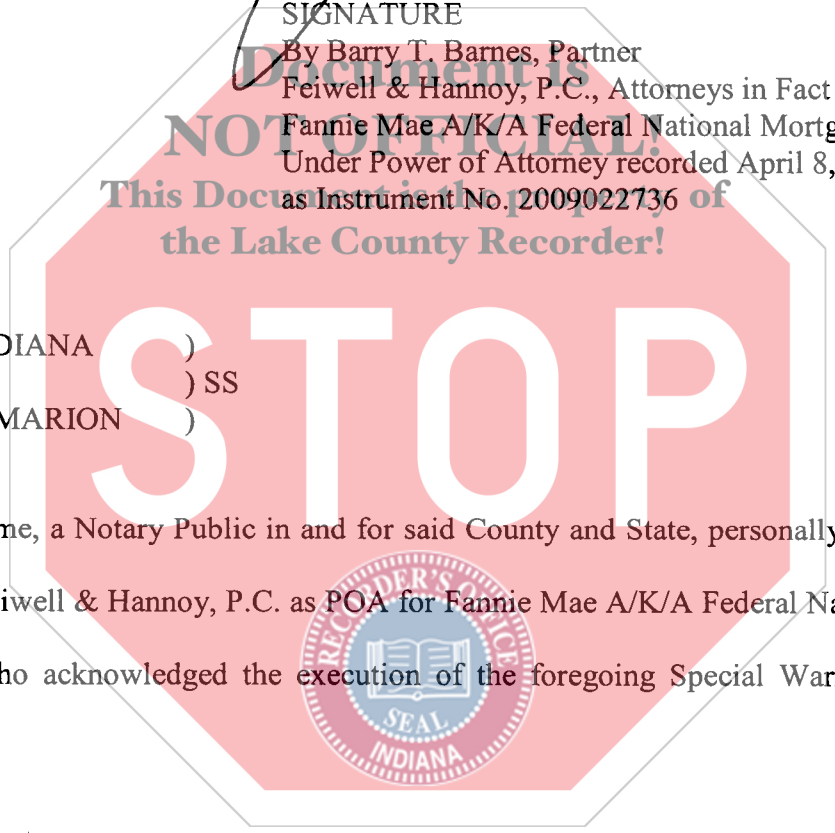 SIGNATURE
By Barry T. Barnes, Partner
Document is
Feiwell & Hannoy, P.C., Attorneys in Fact
NOT OFFICIAL!
Fannie Mae A/K/A Federal National Mortg
Under Power of Attorney recorded April 8,
This Document is the property of
as Instrument No. 2009022736
the Lake County Recorder!
STOP
DIANA )
) SS
MARION )
me, a Notary Public in and for said County and State, personally
iwell & Hannoy, P.C. as POA for Fannie Mae A/K/A Federal Na
ho acknowledged the execution of the foregoing Special War
RECORDER'S OFFICE
SEAL
INDIANA